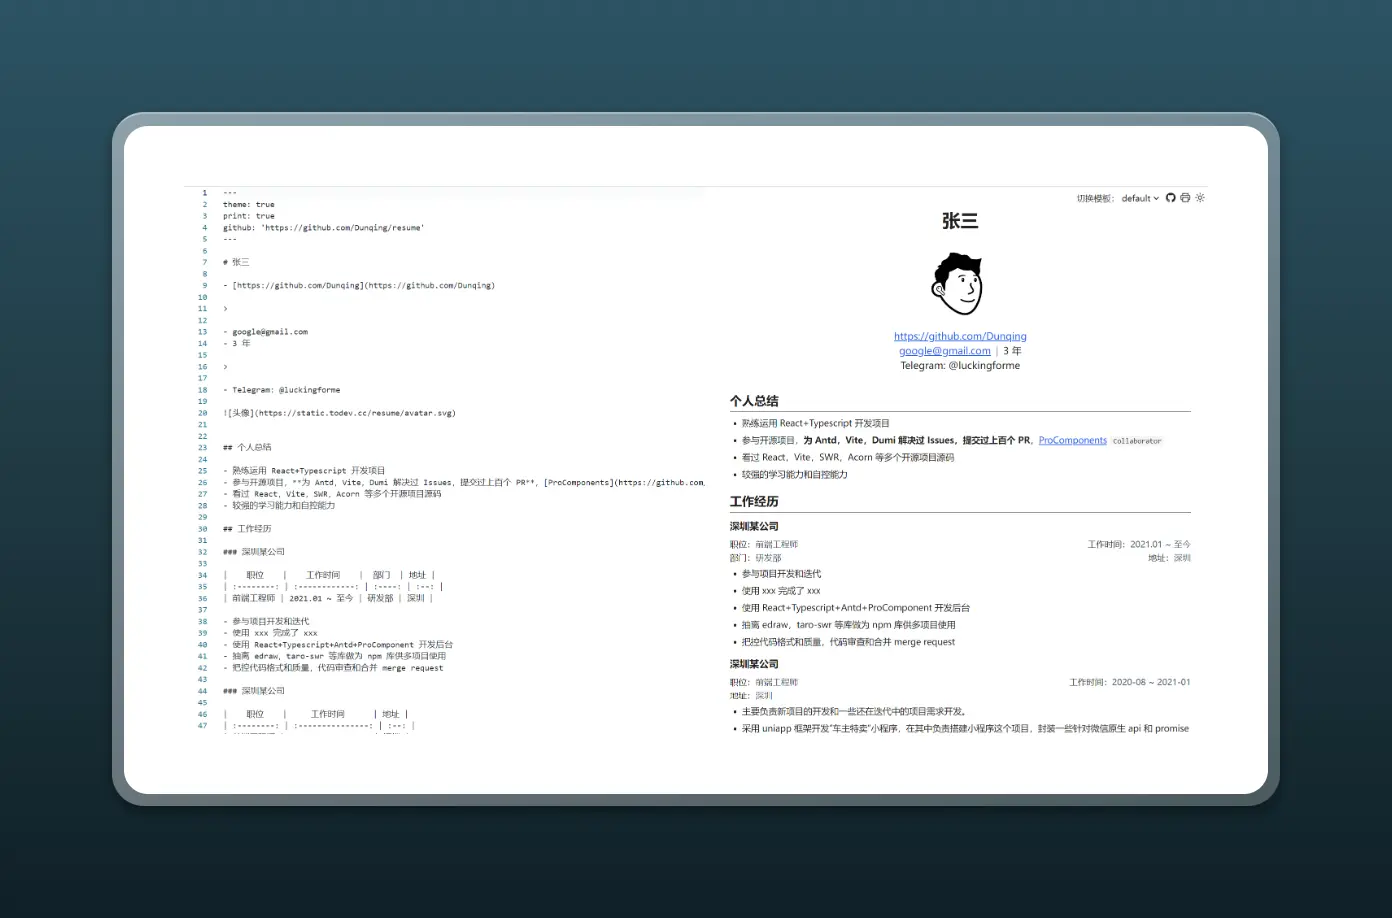 1 ---
2 theme: true
3 print: true
4 github: 'https://github.com/Dunqing/resume'
5 ---
6
7 # 张三
8
9 - [https://github.com/Dunqing](https://github.com/Dunqing)
10
11 >
12
13 - google@gmail.com
14 - 3 年
15
16 >
17
18 - Telegram: @luckingforme
19
20 ![头像](https://static.todev.cc/resume/avatar.svg)
21
22
23 ## 个人总结
24
25 - 熟练运用 React+Typescript 开发项目
26 - 参与开源项目，**为 Antd, Vite, Dumi 解决过 Issues，提交过上百个 PR**，[ProComponents](https://github.com,
27 - 看过 React, Vite, SWR, Acorn 等多个开源项目源码
28 - 较强的学习能力和自控能力
29
30 ## 工作经历
31
32 ### 深圳某公司
33
34 | 职位 | 工作时间 | 部门 | 地址 |
35 | :--------: | :------------: | :----: | :--: |
36 | 前端工程师 | 2021.01 ~ 至今 | 研发部 | 深圳 |
37
38 - 参与项目开发和迭代
39 - 使用 xxx 完成了 xxx
40 - 使用 React+Typescript+Antd+ProComponent 开发后台
41 - 抽离 edraw, taro-swr 等库做为 npm 库供多项目使用
42 - 把控代码格式和质量，代码审查和合并 merge request
43
44 ### 深圳某公司
45
46 | 职位 | 工作时间 | 地址 |
47 | :--------: | :---------------: | :--: |
切换模板： default
张三
https://github.com/Dunqing
google@gmail.com | 3 年
Telegram: @luckingforme
个人总结
• 熟练运用 React+Typescript 开发项目
• 参与开源项目，为 Antd，Vite，Dumi 解决过 Issues，提交过上百个 PR，ProComponents collaborator
• 看过 React，Vite，SWR，Acorn 等多个开源项目源码
• 较强的学习能力和自控能力
工作经历
深圳某公司
职位：前端工程师 工作时间：2021.01 ~ 至今
部门：研发部 地址：深圳
• 参与项目开发和迭代
• 使用 xxx 完成了 xxx
• 使用 React+Typescript+Antd+ProComponent 开发后台
• 抽离 edraw，taro-swr 等库做为 npm 库供多项目使用
• 把控代码格式和质量，代码审查和合并 merge request
深圳某公司
职位：前端工程师 工作时间：2020-08 ~ 2021-01
地址：深圳
• 主要负责新项目的开发和一些还在迭代中的项目需求开发。
• 采用 uniapp 框架开发“车主特卖”小程序，在其中负责搭建小程序这个项目，封装一些针对微信原生 api 和 promise